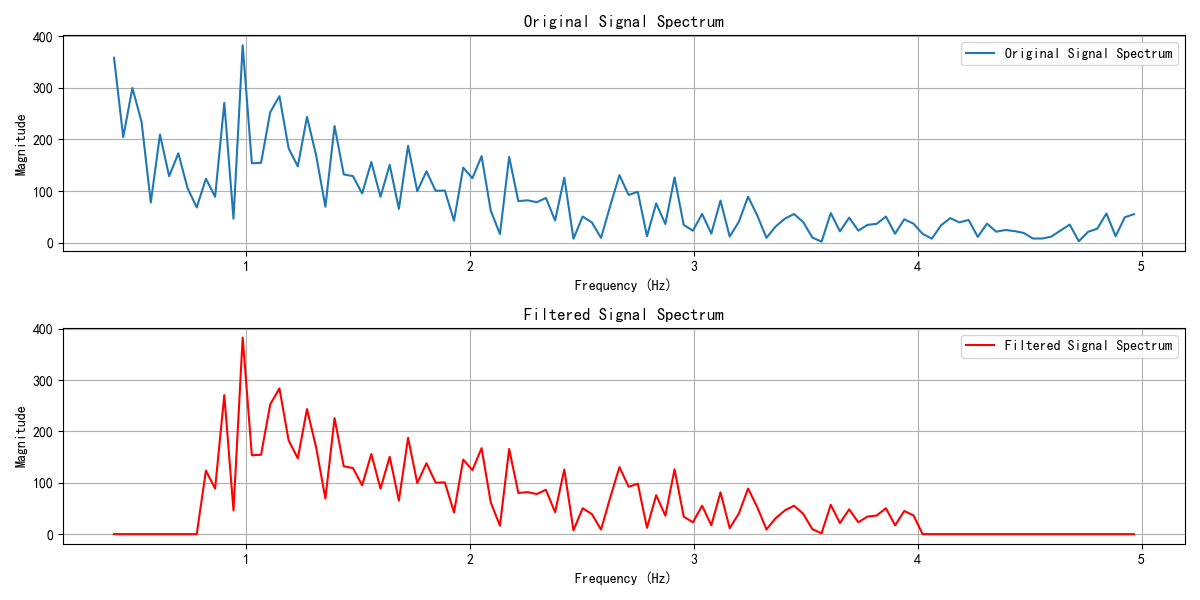 Original Signal Spectrum
400
300
200
100
0
Magnitude
Original Signal Spectrum
1 2 3 4 5
Frequency (Hz)
Filtered Signal Spectrum
400
300
200
100
0
Magnitude
Filtered Signal Spectrum
1 2 3 4 5
Frequency (Hz)